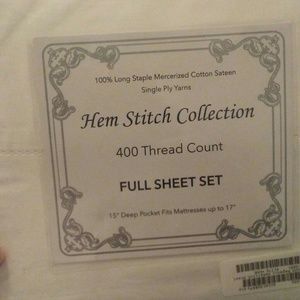 100% Long Staple Mercerized Cotton Sateen
Single Ply Yarns
Hem Stitch Collection
400 Thread Count
FULL SHEET SET
15" Deep Pocket Fits Mattresses up to 17"